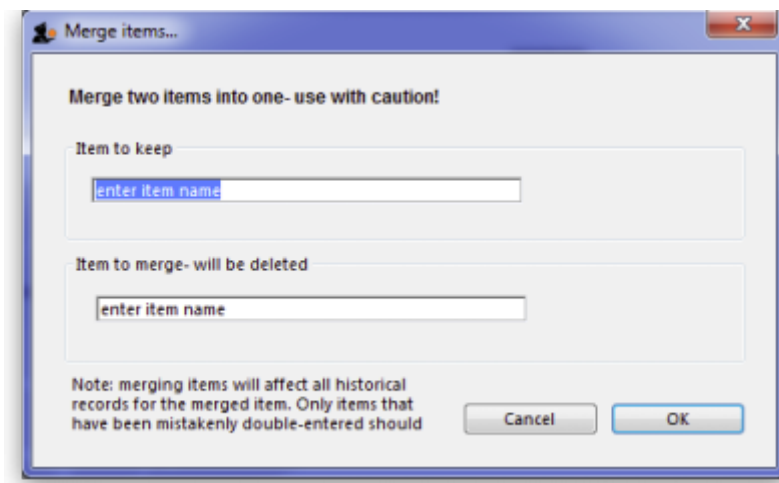 Merge items...
Merge two items into one- use with caution!
Item to keep
enter item name
Item to merge- will be deleted
enter item name
Note: merging items will affect all historical
records for the merged item. Only items that
have been mistakenly double-entered should
Cancel
OK